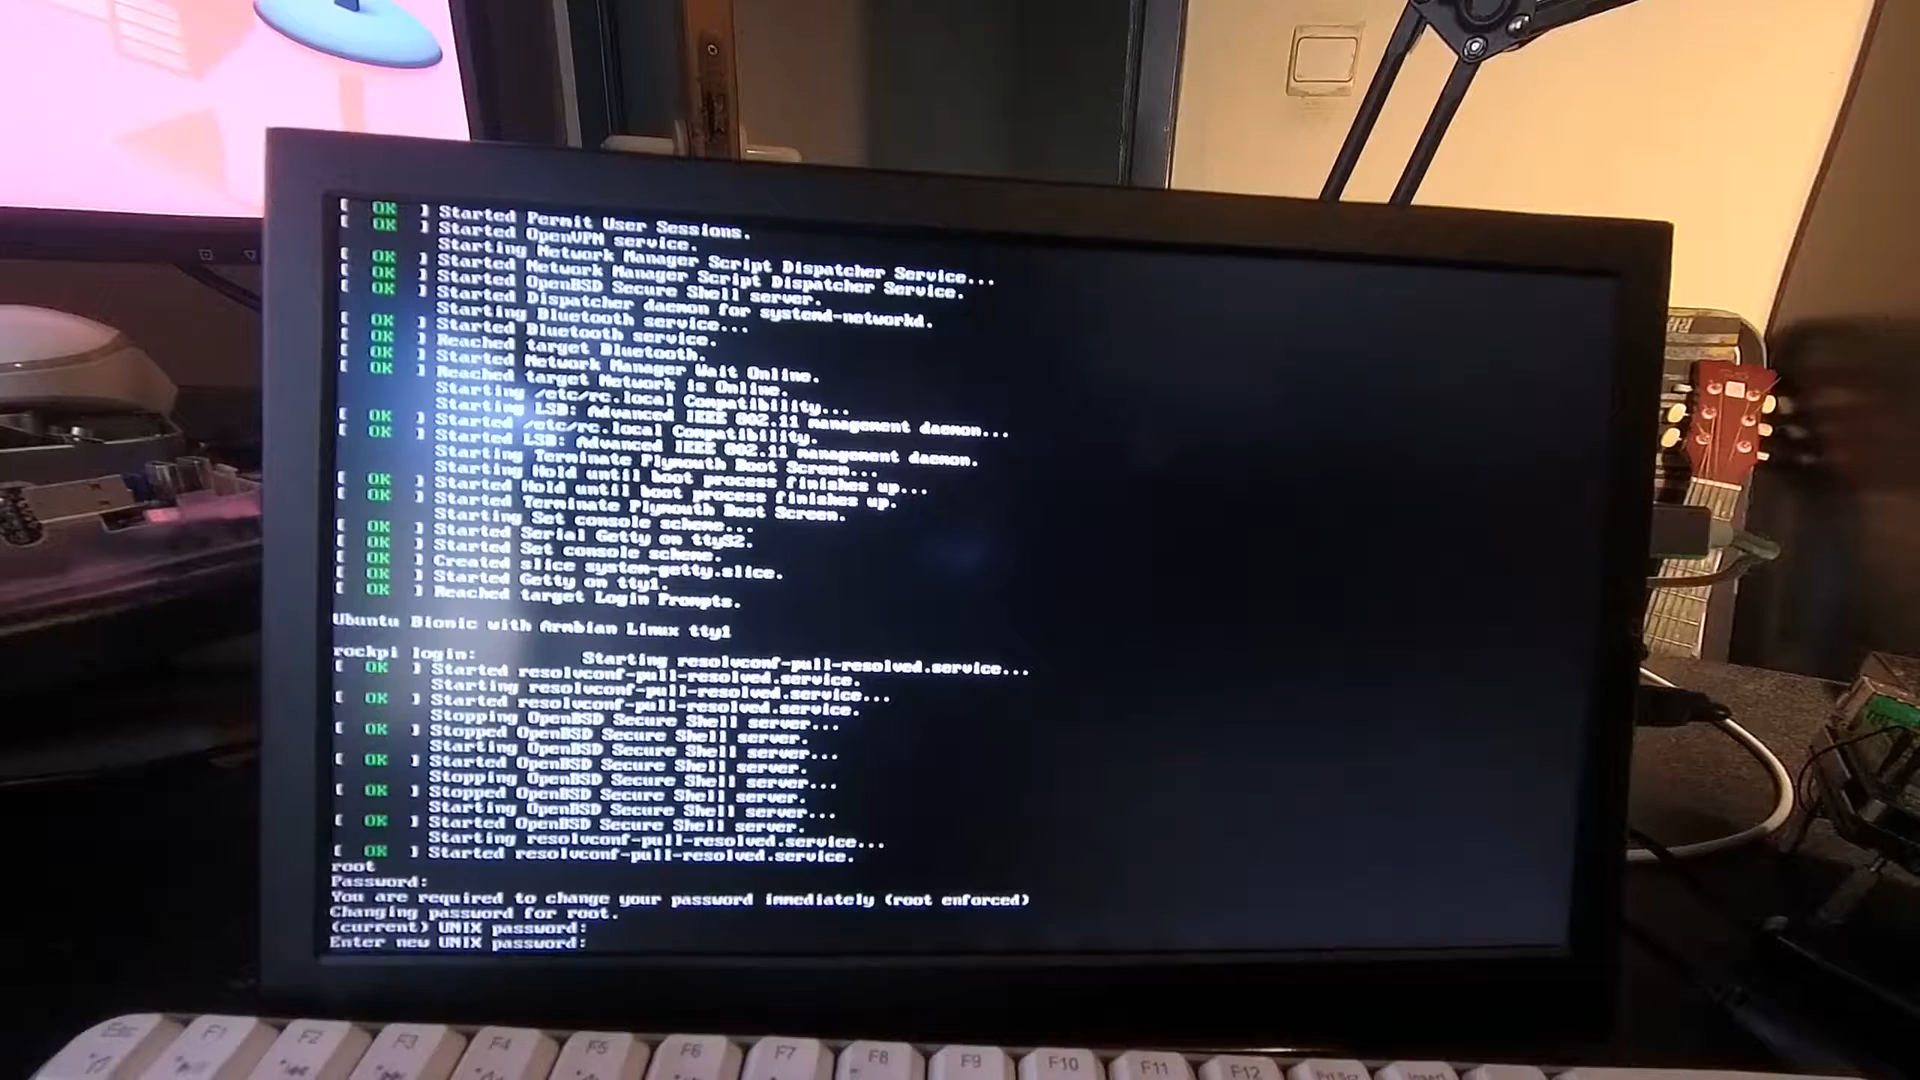 [  OK  ] Started Permit User Sessions.
[  OK  ] Started OpenVPN service.
Starting Network Manager Script Dispatcher Service...
[  OK  ] Started Network Manager Script Dispatcher Service.
[  OK  ] Started OpenBSD Secure Shell server.
[  OK  ] Started Dispatcher daemon for systemd-networkd.
Starting Bluetooth service...
[  OK  ] Started Bluetooth service.
[  OK  ] Reached target Bluetooth.
[  OK  ] Started Network Manager Wait Online.
[  OK  ] Reached target Network is Online.
Starting /etc/rc.local Compatibility...
Starting LSB: Advanced IEEE 802.11 management daemon...
[  OK  ] Started /etc/rc.local Compatibility.
[  OK  ] Started LSB: Advanced IEEE 802.11 management daemon.
Starting Terminate Plymouth Boot Screen...
Starting Hold until boot process finishes up...
[  OK  ] Started Hold until boot process finishes up.
[  OK  ] Started Terminate Plymouth Boot Screen.
Starting Set console scheme...
[  OK  ] Started Serial Getty on ttyS2.
[  OK  ] Started Set console scheme.
[  OK  ] Created slice system-getty.slice.
[  OK  ] Started Getty on tty1.
[  OK  ] Reached target Login Prompts.
Ubuntu Bionic with Armbian Linux tty1
rockpi login:          Starting resolvconf-pull-resolved.service...
[  OK  ] Started resolvconf-pull-resolved.service.
Starting resolvconf-pull-resolved.service...
[  OK  ] Started resolvconf-pull-resolved.service.
Stopping OpenBSD Secure Shell server...
[  OK  ] Stopped OpenBSD Secure Shell server.
Starting OpenBSD Secure Shell server...
[  OK  ] Started OpenBSD Secure Shell server.
Stopping OpenBSD Secure Shell server...
[  OK  ] Stopped OpenBSD Secure Shell server.
Starting OpenBSD Secure Shell server...
[  OK  ] Started OpenBSD Secure Shell server.
Starting resolvconf-pull-resolved.service...
[  OK  ] Started resolvconf-pull-resolved.service.
root
Password:
You are required to change your password immediately (root enforced)
Changing password for root.
(current) UNIX password:
Enter new UNIX password:
Esc F1 F2 F3 F4 F5 F6 F7 F8 F9 F10 F11 F12 PrtScr Insert